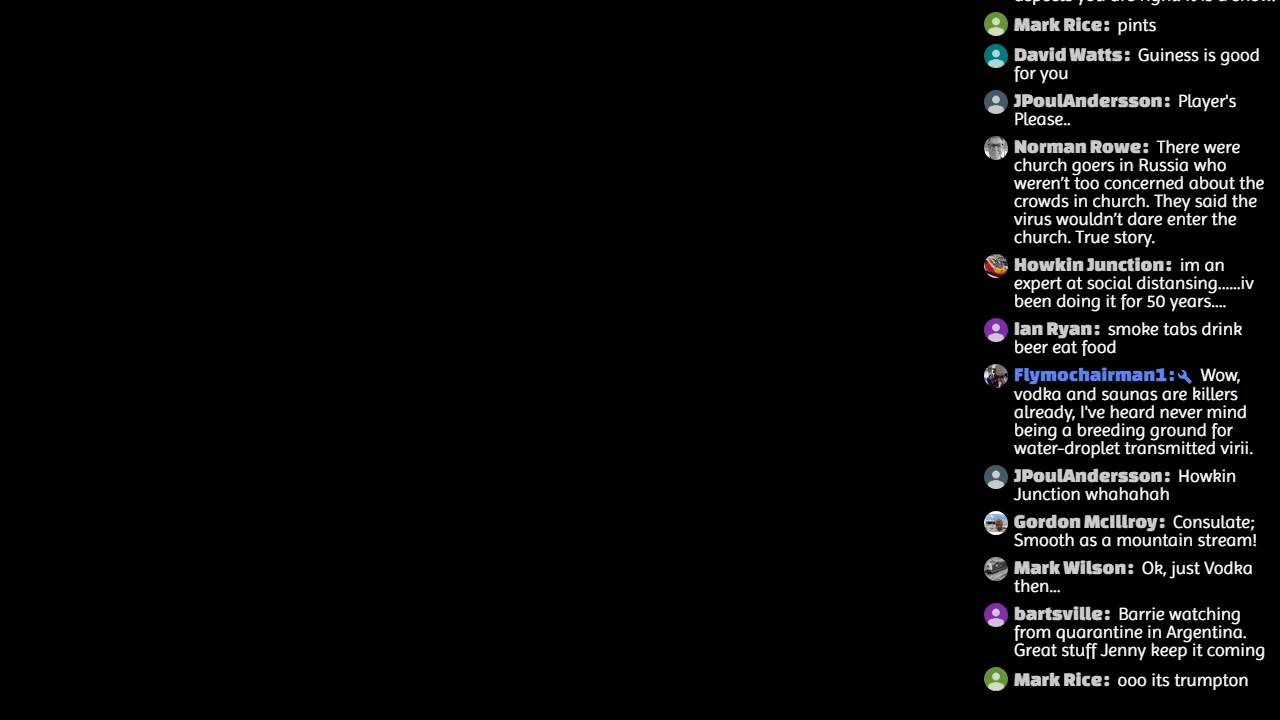 Mark Rice: pints
David Watts: Guiness is good
for you
JPoulAndersson: Player's
Please..
Norman Rowe: There were
church goers in Russia who
weren't too concerned about the
crowds in church. They said the
virus wouldn't dare enter the
church. True story.
Howkin Junction: im an
expert at social distansing......iv
been doing it for 50 years....
Ian Ryan: smoke tabs drink
beer eat food
Flymochairman1: Wow,
vodka and saunas are killers
already, I've heard never mind
being a breeding ground for
water-droplet transmitted virii.
JPoulAndersson: Howkin
Junction whahahah
Gordon McIllroy: Consulate;
Smooth as a mountain stream!
Mark Wilson: Ok, just Vodka
then...
bartsville: Barrie watching
from quarantine in Argentina.
Great stuff Jenny keep it coming
Mark Rice: ooo its trumpton